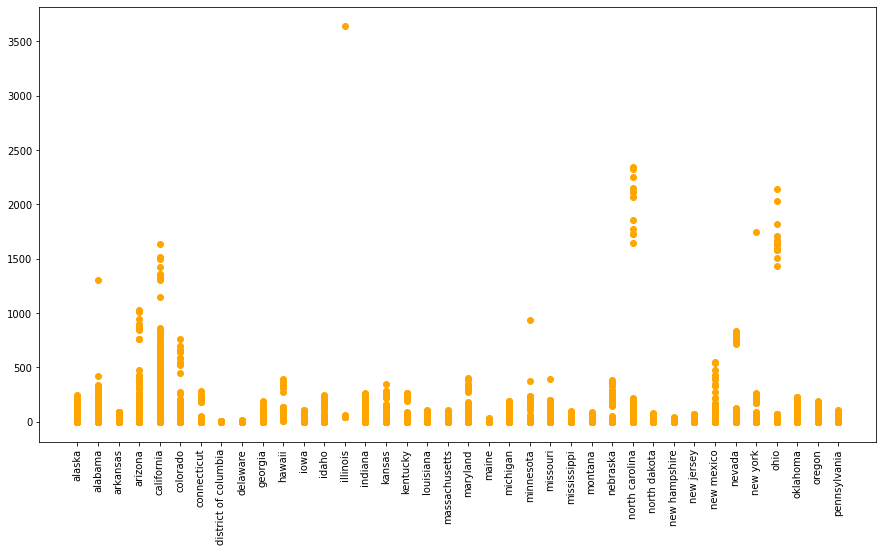 3500
3000
2500
2000
1500
1000
500
0
alaska
alabama
arkansas
arizona
california
colorado
connecticut
district of columbia
delaware
georgia
hawaii
iowa
idaho
illinois
indiana
kansas
kentucky
louisiana
massachusetts
maryland
maine
michigan
minnesota
missouri
mississippi
montana
nebraska
north carolina
north dakota
new hampshire
new jersey
new mexico
nevada
new york
ohio
oklahoma
oregon
pennsylvania